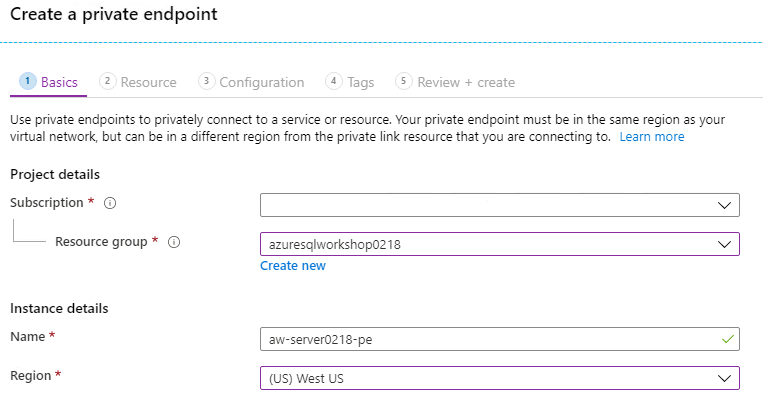 Create a private endpoint
1 Basics 2 Resource 3 Configuration 4 Tags 5 Review + create
Use private endpoints to privately connect to a service or resource. Your private endpoint must be in the same region as your
virtual network, but can be in a different region from the private link resource that you are connecting to. Learn more
Project details
Subscription *
Resource group * azuresqlworkshop0218
Create new
Instance details
Name * aw-server0218-pe
Region * (US) West US